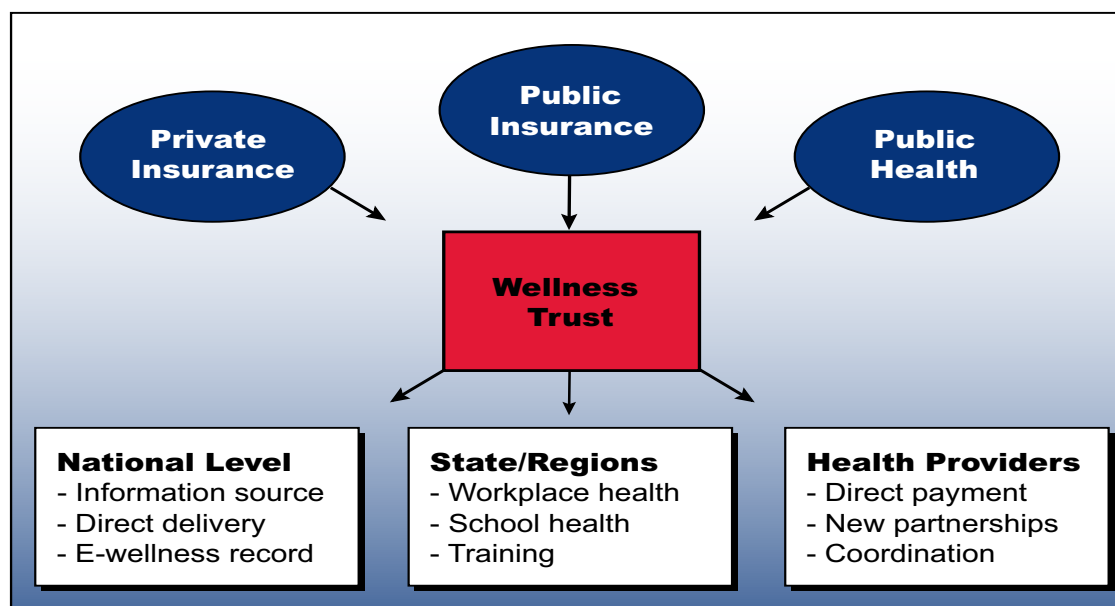 Private
Insurance
Public
Insurance
Public
Health
Wellness
Trust
National Level
- Information source
- Direct delivery
- E-wellness record
State/Regions
- Workplace health
- School health
- Training
Health Providers
- Direct payment
- New partnerships
- Coordination